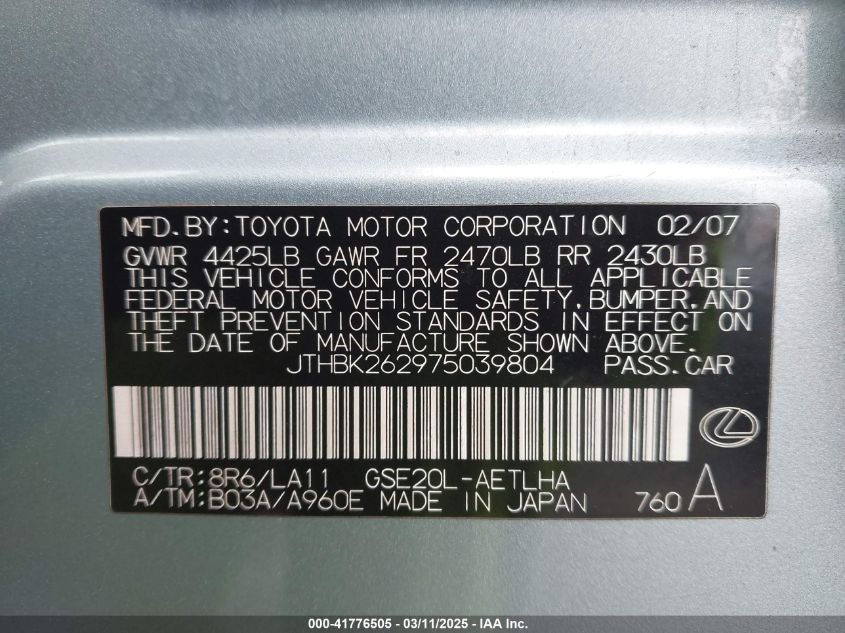 MFD.BY:TOYOTA MOTOR CORPORATION 02/07
GVWR 4425LB GAWR FR 2470LB RR 2430LB
THIS VEHICLE CONFORMS TO ALL APPLICABLE
FEDERAL MOTOR VEHICLE SAFETY,BUMPER,AND
THEFT PREVENTION STANDARDS IN EFFECT ON
THE DATE OF MANUFACTURE SHOWN ABOVE.
JTHBK262975039804 PASS.CAR
C/TR:8R6/LA11 GSE20L-AETLHA
A/TM:B03A/A960E MADE IN JAPAN 760 A
000-41776505 - 03/11/2025 - IAA Inc.